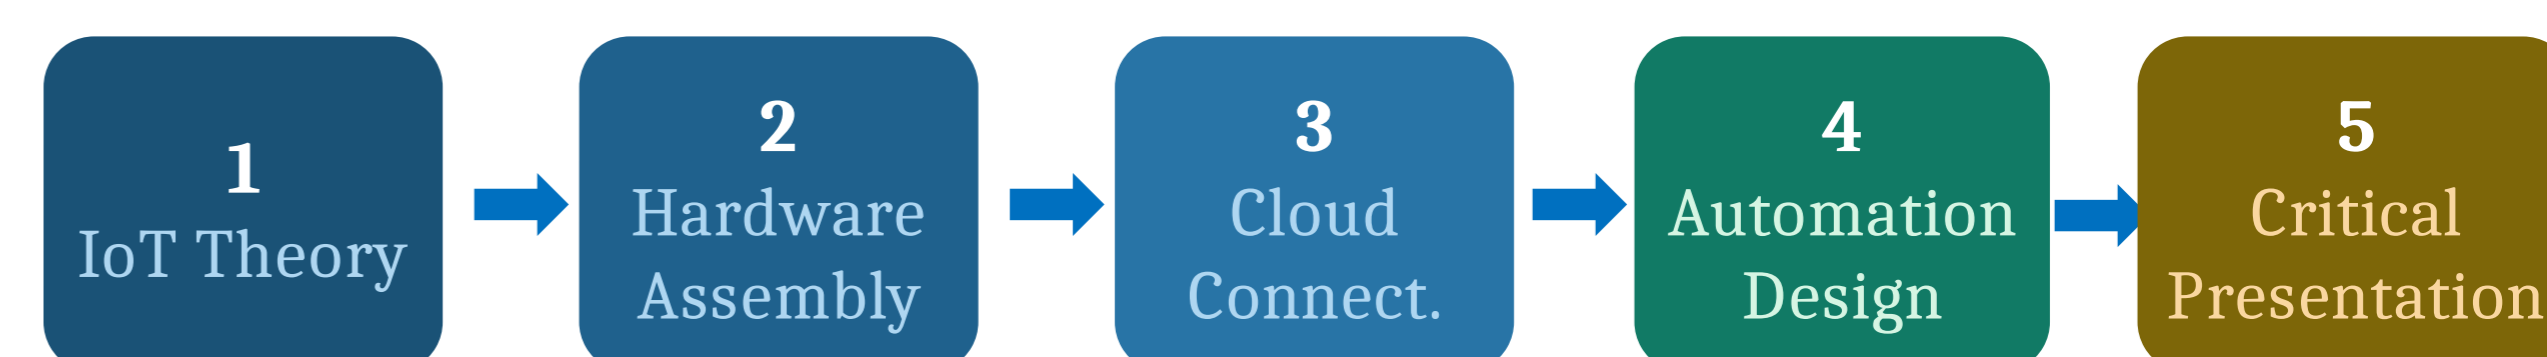 1
IoT Theory
2
Hardware
Assembly
3
Cloud
Connect.
4
Automation
Design
5
Critical
Presentation